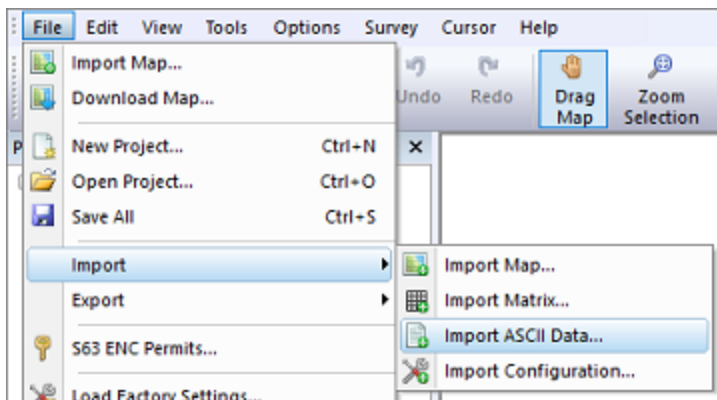 File Edit View Tools Options Survey Cursor Help
Import Map...
Download Map...
Undo Redo Drag Map Zoom Selection
P
New Project... Ctrl+N
Open Project... Ctrl+O
Save All Ctrl+S
Import
Export
S63 ENC Permits...
Load Factory Settings...
Import Map...
Import Matrix...
Import ASCII Data...
Import Configuration...